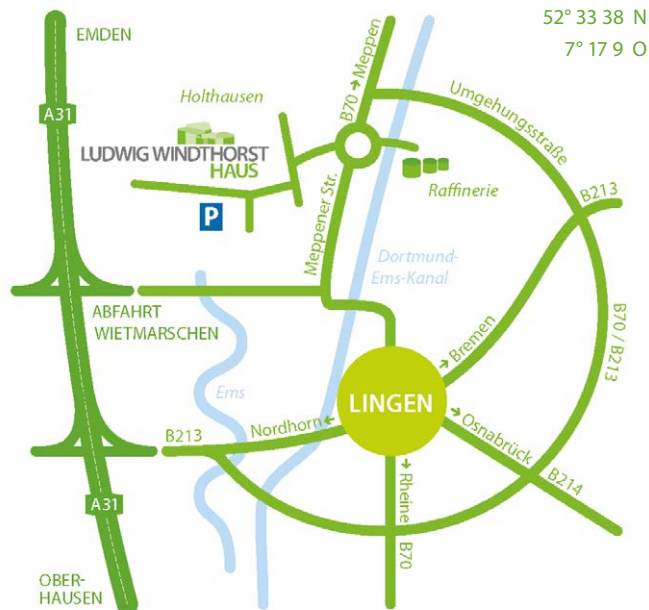 52° 33 38 N
7° 17 9 O
EMDEN
A31
Holthausen
LUDWIG WINDTHORST
HAUS
P
B70 → Meppen
Umgehungsstraße
Raffinerie
B213
Meppener Str.
Dortmund-
Ems-Kanal
ABFAHRT
WIETMARSCHEN
→ Bremen
B70 / B213
Ems
LINGEN
B213
Nordhorn ←
→ Osnabrück
B214
→ Rheine
B70
A31
OBER-
HAUSEN